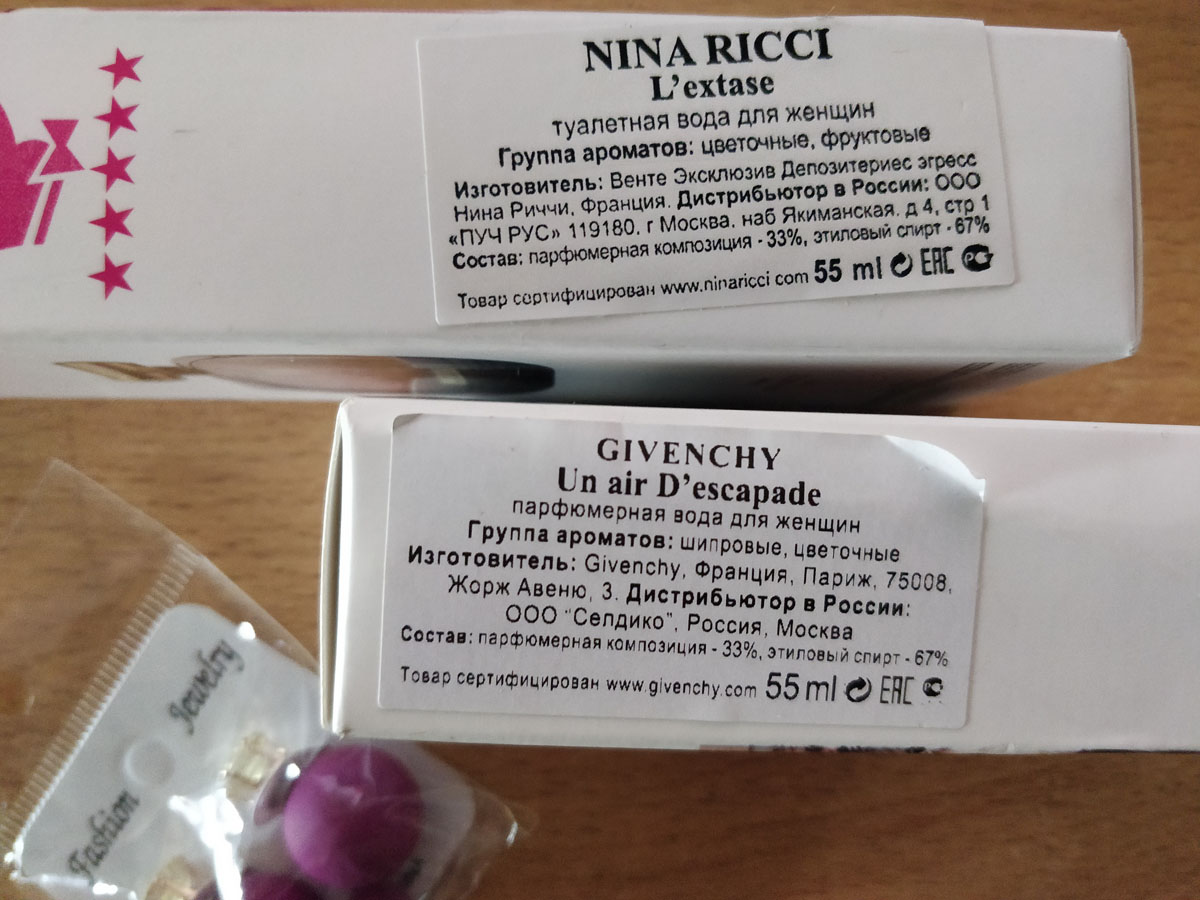 NINA RICCI
L’extase
туалетная вода для женщин
Группа ароматов: цветочные, фруктовые
Изготовитель: Венте Эксклюзив Депозитериес эгресс
Нина Риччи, Франция. Дистрибьютор в России: ООО
«ПУЧ РУС» 119180. г Москва. наб Якиманская. д 4, стр 1
Состав: парфюмерная композиция - 33%, этиловый спирт - 67%
Товар сертифицирован www.ninaricci com 55 ml EAC РСТ
GIVENCHY
Un air D’escapade
парфюмерная вода для женщин
Группа ароматов: шипровые, цветочные
Изготовитель: Givenchy, Франция, Париж, 75008,
Жорж Авеню, 3. Дистрибьютор в России:
ООО “Селдико”, Россия, Москва
Состав: парфюмерная композиция - 33%, этиловый спирт - 67%
Товар сертифицирован www.givenchy.com 55 ml EAC
Fashion Jewelry